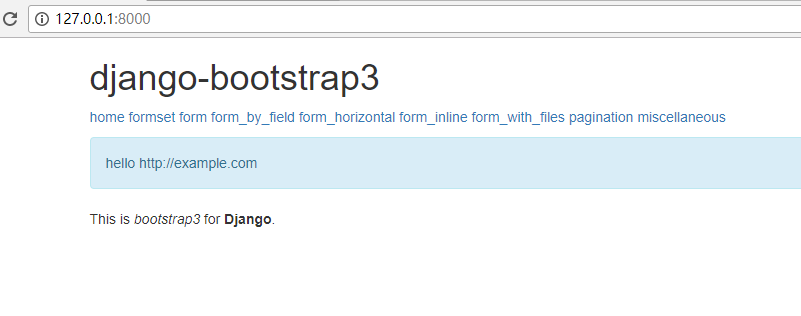 127.0.0.1:8000
django-bootstrap3
home formset form form_by_field form_horizontal form_inline form_with_files pagination miscellaneous
hello http://example.com
This is bootstrap3 for Django.